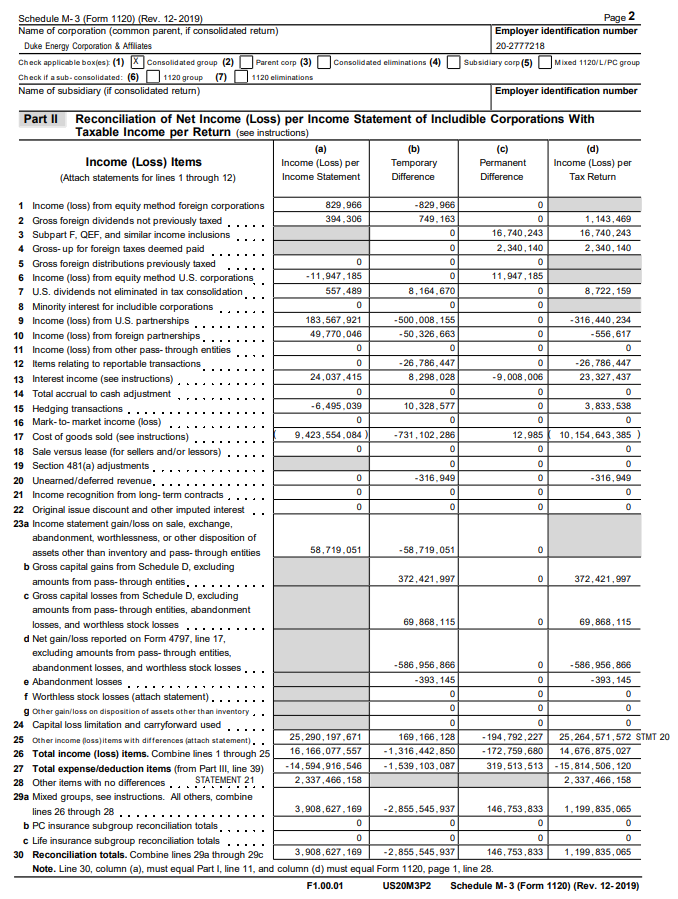 Schedule M-3 (Form 1120) (Rev. 12-2019) Page 2
Name of corporation (common parent, if consolidated return) Employer identification number
Duke Energy Corporation & Affiliates 20-2777218
Check applicable box(es): (1) X Consolidated group (2) Parent corp (3) Consolidated eliminations (4) Subsidiary corp (5) Mixed 1120/L/PC group
Check if a sub-consolidated: (6) 1120 group (7) 1120 eliminations
Name of subsidiary (if consolidated return) Employer identification number
Part II Reconciliation of Net Income (Loss) per Income Statement of Includible Corporations With
Taxable Income per Return (see instructions)
(a) (b) (c) (d)
Income (Loss) Items Income (Loss) per Temporary Permanent Income (Loss) per
(Attach statements for lines 1 through 12) Income Statement Difference Difference Tax Return
1 Income (loss) from equity method foreign corporations 829,966 -829,966 0
2 Gross foreign dividends not previously taxed 394,306 749,163 0 1,143,469
3 Subpart F, QEF, and similar income inclusions 0 16,740,243 16,740,243
4 Gross-up for foreign taxes deemed paid 0 2,340,140 2,340,140
5 Gross foreign distributions previously taxed 0 0 0
6 Income (loss) from equity method U.S. corporations -11,947,185 0 11,947,185
7 U.S. dividends not eliminated in tax consolidation 557,489 8,164,670 0 8,722,159
8 Minority interest for includible corporations 0 0 0
9 Income (loss) from U.S. partnerships 183,567,921 -500,008,155 0 -316,440,234
10 Income (loss) from foreign partnerships 49,770,046 -50,326,663 0 -556,617
11 Income (loss) from other pass-through entities 0 0 0 0
12 Items relating to reportable transactions 0 -26,786,447 0 -26,786,447
13 Interest income (see instructions) 24,037,415 8,298,028 -9,008,006 23,327,437
14 Total accrual to cash adjustment 0 0 0 0
15 Hedging transactions -6,495,039 10,328,577 0 3,833,538
16 Mark-to-market income (loss) 0 0 0 0
17 Cost of goods sold (see instructions) ( 9,423,554,084 ) -731,102,286 12,985 ( 10,154,643,385 )
18 Sale versus lease (for sellers and/or lessors) 0 0 0 0
19 Section 481(a) adjustments 0 0 0
20 Unearned/deferred revenue 0 -316,949 0 -316,949
21 Income recognition from long-term contracts 0 0 0 0
22 Original issue discount and other imputed interest 0 0 0 0
23a Income statement gain/loss on sale, exchange,
abandonment, worthlessness, or other disposition of
assets other than inventory and pass-through entities 58,719,051 -58,719,051 0
b Gross capital gains from Schedule D, excluding
amounts from pass-through entities 372,421,997 0 372,421,997
c Gross capital losses from Schedule D, excluding
amounts from pass-through entities, abandonment
losses, and worthless stock losses 69,868,115 0 69,868,115
d Net gain/loss reported on Form 4797, line 17,
excluding amounts from pass-through entities,
abandonment losses, and worthless stock losses -586,956,866 0 -586,956,866
e Abandonment losses -393,145 0 -393,145
f Worthless stock losses (attach statement) 0 0 0
g Other gain/loss on disposition of assets other than inventory 0 0 0
24 Capital loss limitation and carryforward used 0 0 0
25 Other income (loss) items with differences (attach statement) 25,290,197,671 169,166,128 -194,792,227 25,264,571,572 STMT 20
26 Total income (loss) items. Combine lines 1 through 25 16,166,077,557 -1,316,442,850 -172,759,680 14,676,875,027
27 Total expense/deduction items (from Part III, line 39) -14,594,916,546 -1,539,103,087 319,513,513 -15,814,506,120
28 Other items with no differences STATEMENT 21 2,337,466,158 2,337,466,158
29a Mixed groups, see instructions. All others, combine
lines 26 through 28 3,908,627,169 -2,855,545,937 146,753,833 1,199,835,065
b PC insurance subgroup reconciliation totals 0 0 0 0
c Life insurance subgroup reconciliation totals 0 0 0 0
30 Reconciliation totals. Combine lines 29a through 29c 3,908,627,169 -2,855,545,937 146,753,833 1,199,835,065
Note. Line 30, column (a), must equal Part I, line 11, and column (d) must equal Form 1120, page 1, line 28.
F1.00.01 US20M3P2 Schedule M-3 (Form 1120) (Rev. 12-2019)